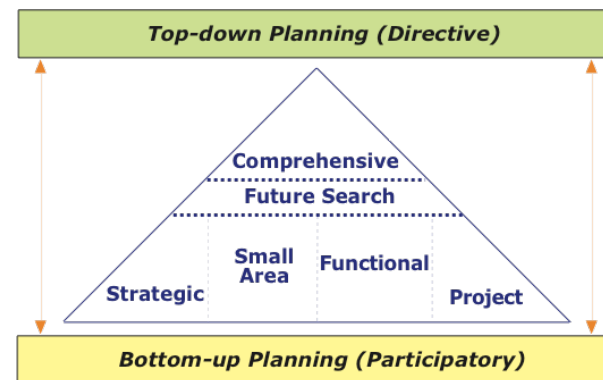 Top-down Planning (Directive)
Comprehensive
Future Search
Small
Area
Functional
Strategic
Project
Bottom-up Planning (Participatory)